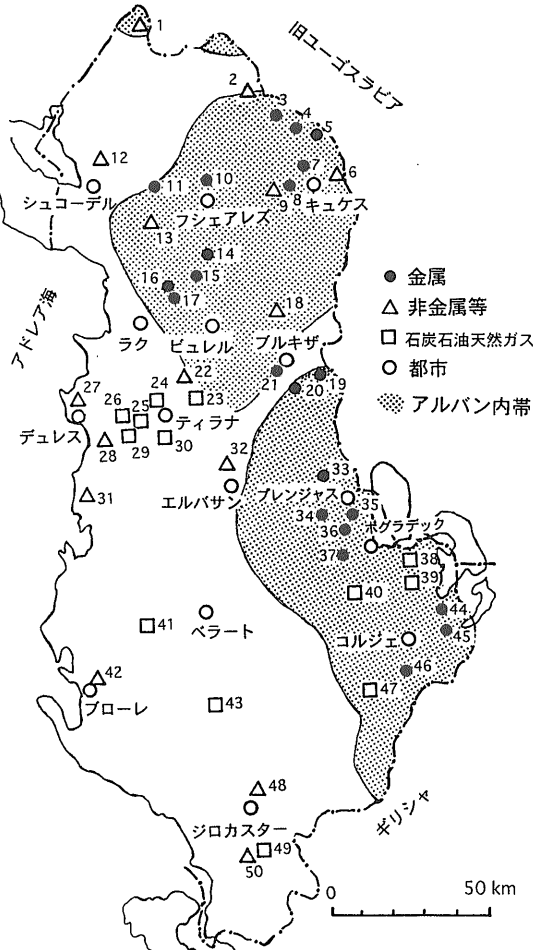 1
旧ユーゴスラビア
2
3
4
5
12
7
6
11
10
8
9
シュコーデル
キュケス
フシェアレズ
13
14
15
16
17
18
アドレア海
ラク
ビュレル
ブルキザ
金属
非金属等
石炭石油天然ガス
都市
アルバン内帯
22
21
19
20
27
24
23
26
25
ティラナ
デュレス
28
29
30
32
31
エルバサン
33
ブレンジャス
35
34
36
ポグラデック
37
38
39
40
41
ベラート
44
45
コルジェ
46
42
ブローレ
43
47
48
ジロカスター
ギリシャ
49
50
0
50 km